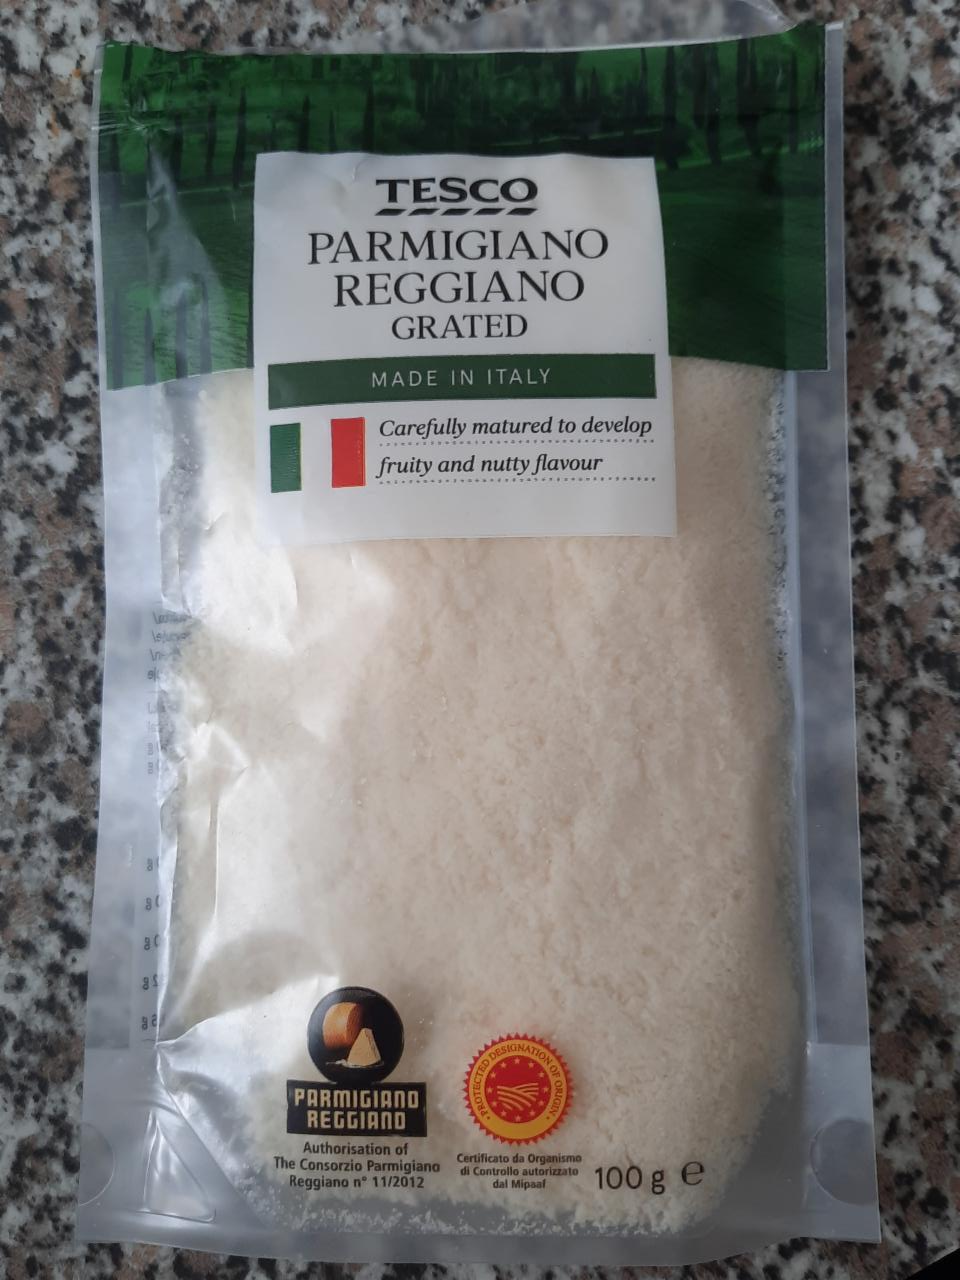 TESCO
PARMIGIANO
REGGIANO
GRATED
MADE IN ITALY
Carefully matured to develop
fruity and nutty flavour
PARMIGIANO
REGGIANO
Authorisation of
The Consorzio Parmigiano
Reggiano n° 11/2012
PROTECTED DESIGNATION OF ORIGIN
Certificato da Organismo
di Controllo autorizzato
dal Mipaaf
100 g ℮